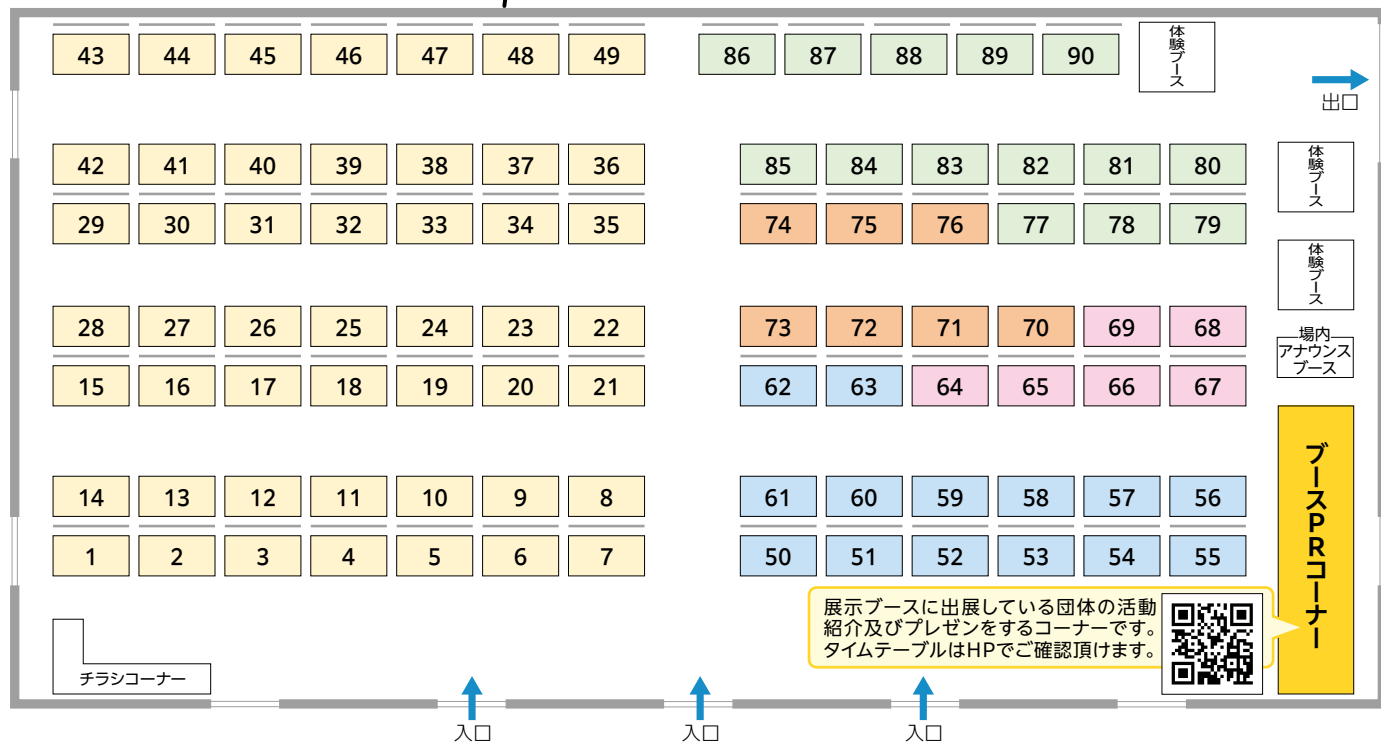 43 44 45 46 47 48 49 86 87 88 89 90 体験ブース
出口
42 41 40 39 38 37 36 85 84 83 82 81 80 体験ブース
29 30 31 32 33 34 35 74 75 76 77 78 79
体験ブース
28 27 26 25 24 23 22 73 72 71 70 69 68
場内
アナウンス
ブース
15 16 17 18 19 20 21 62 63 64 65 66 67
ブースPRコーナー
14 13 12 11 10 9 8 61 60 59 58 57 56
1 2 3 4 5 6 7 50 51 52 53 54 55
展示ブースに出展している団体の活動
紹介及びプレゼンをするコーナーです。
タイムテーブルはHPでご確認頂けます。
チラシコーナー
入口 入口 入口